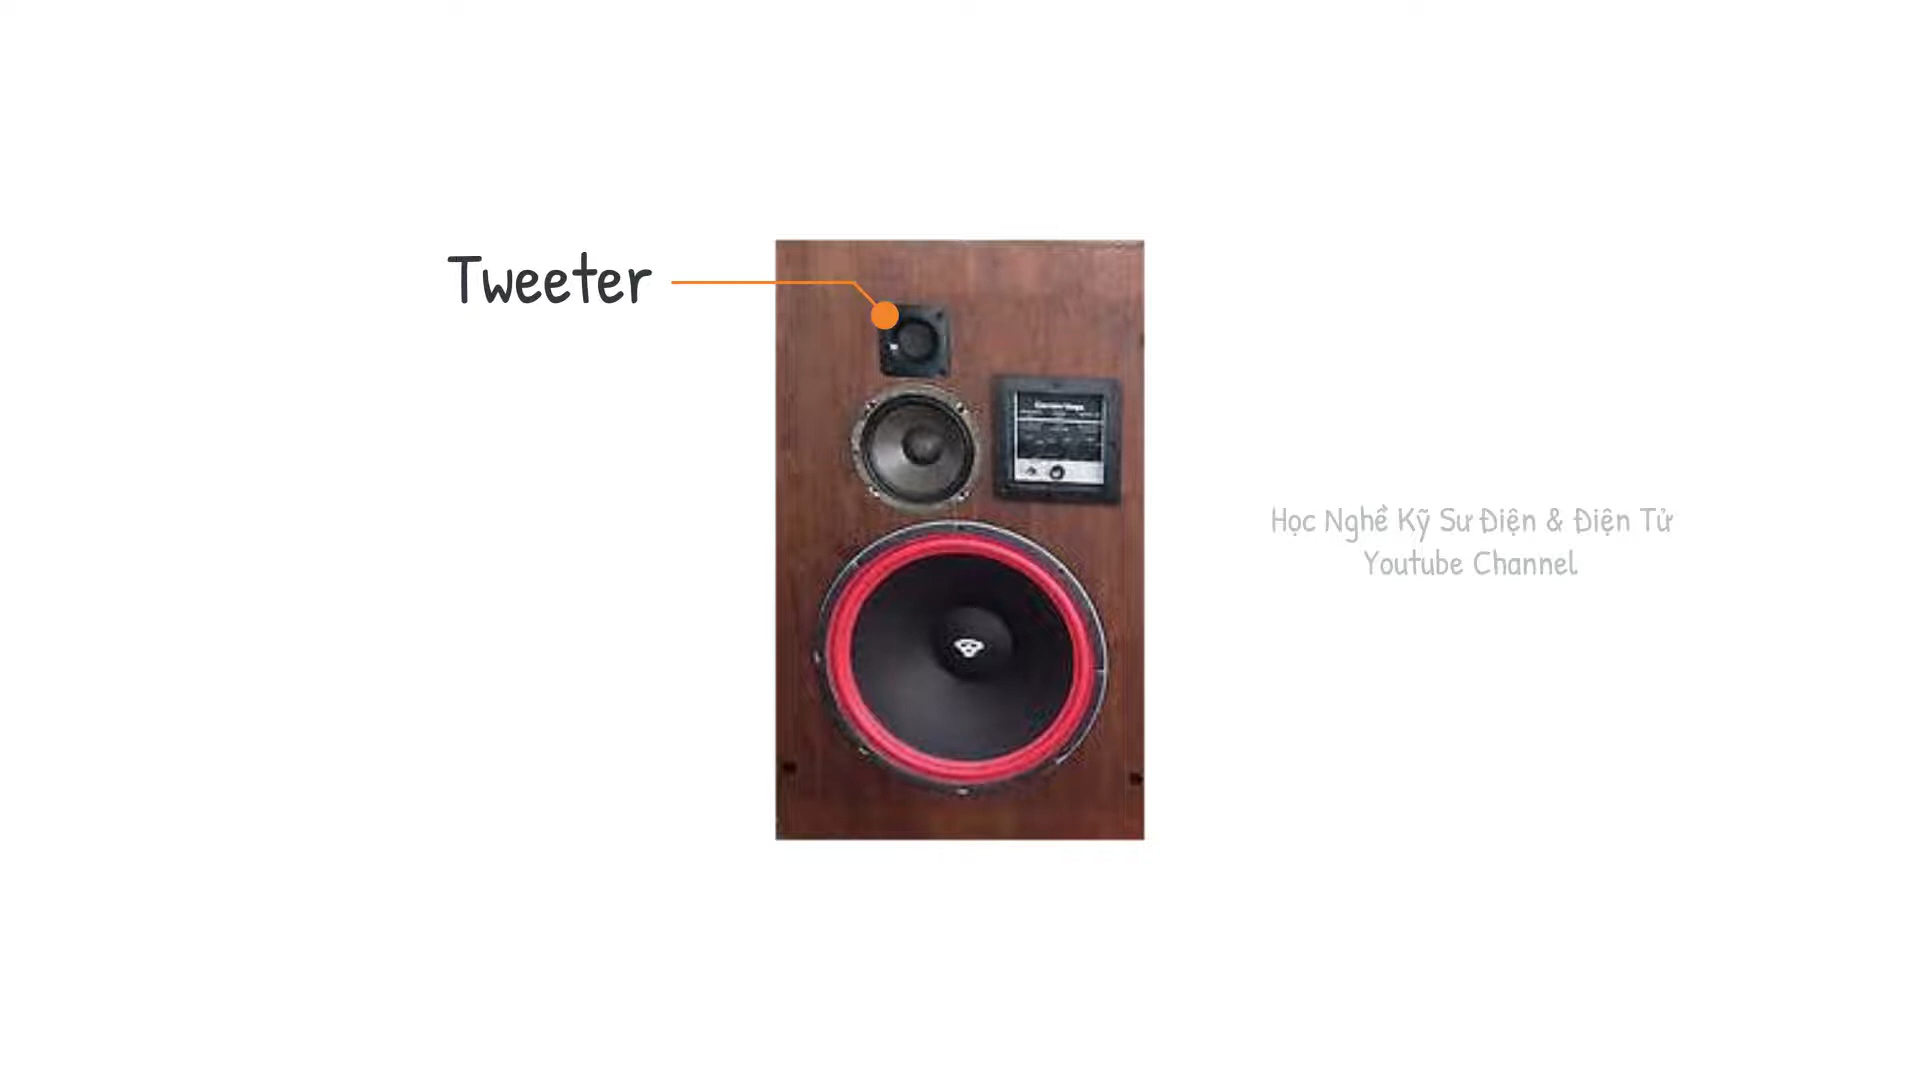 Tweeter
Học Nghề Kỹ Sư Điện & Điện Tử
Youtube Channel